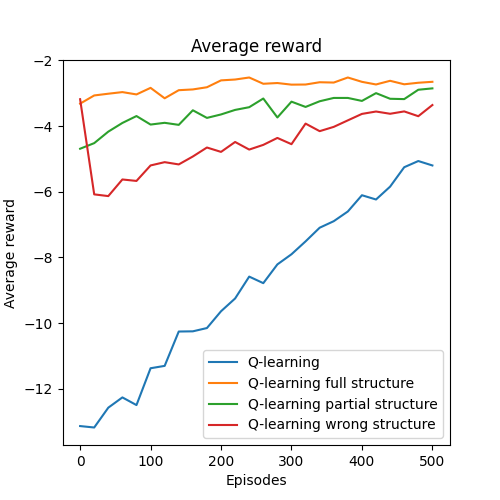 Average reward
Average reward
−2
−4
−6
−8
−10
−12
Q-learning
Q-learning full structure
Q-learning partial structure
Q-learning wrong structure
0 100 200 300 400 500
Episodes